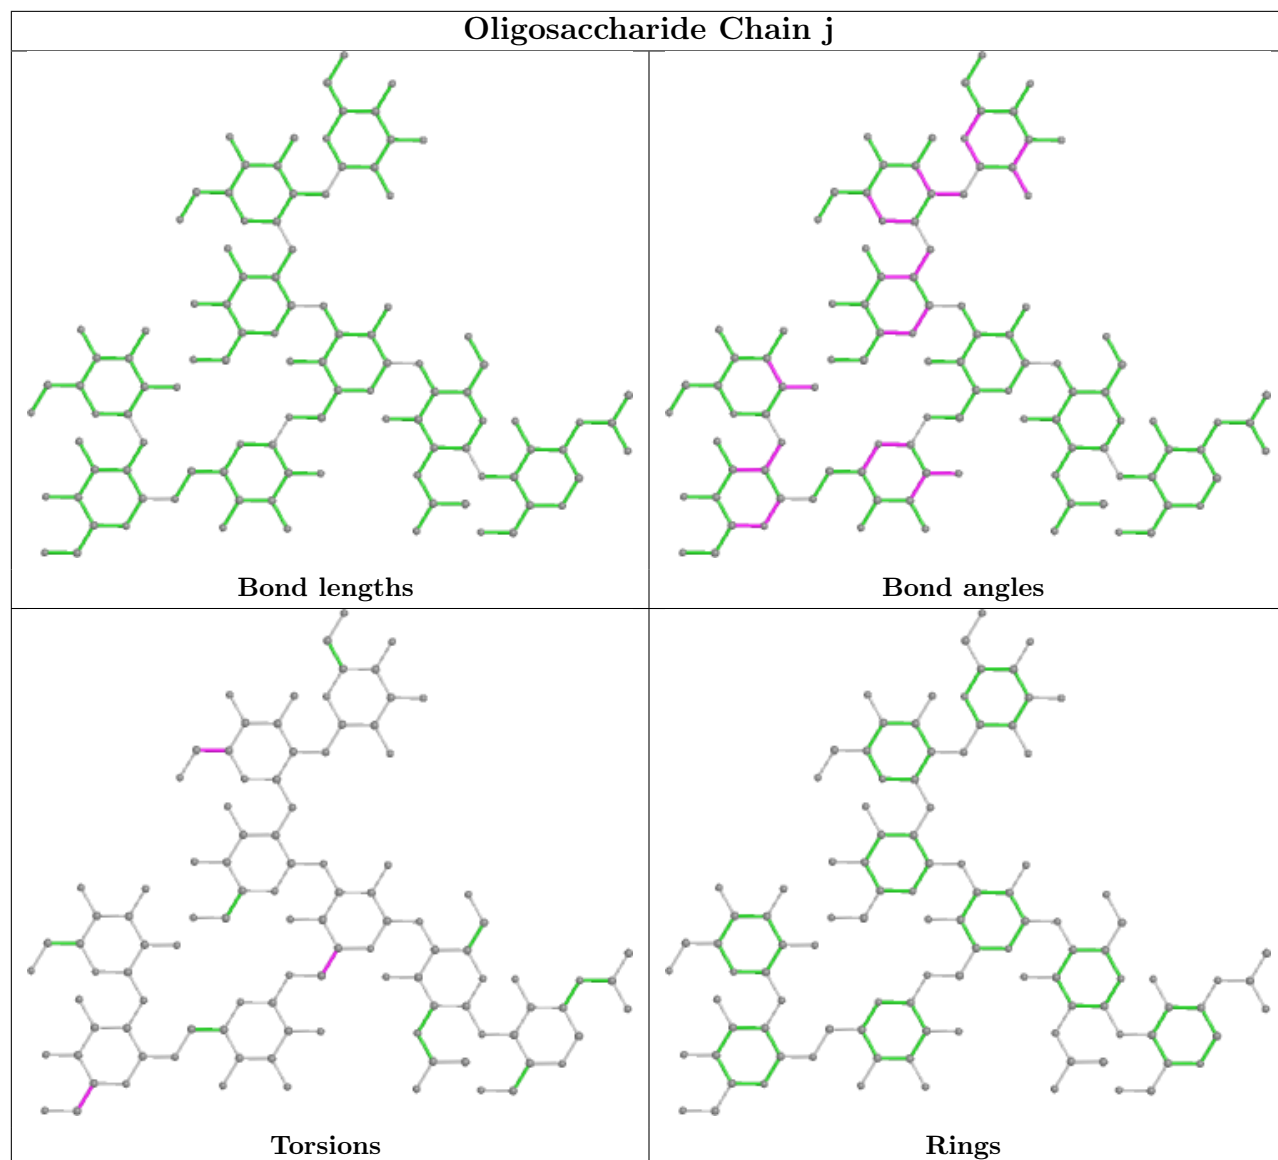 Oligosaccharide Chain j
Bond lengths
Bond angles
Torsions
Rings